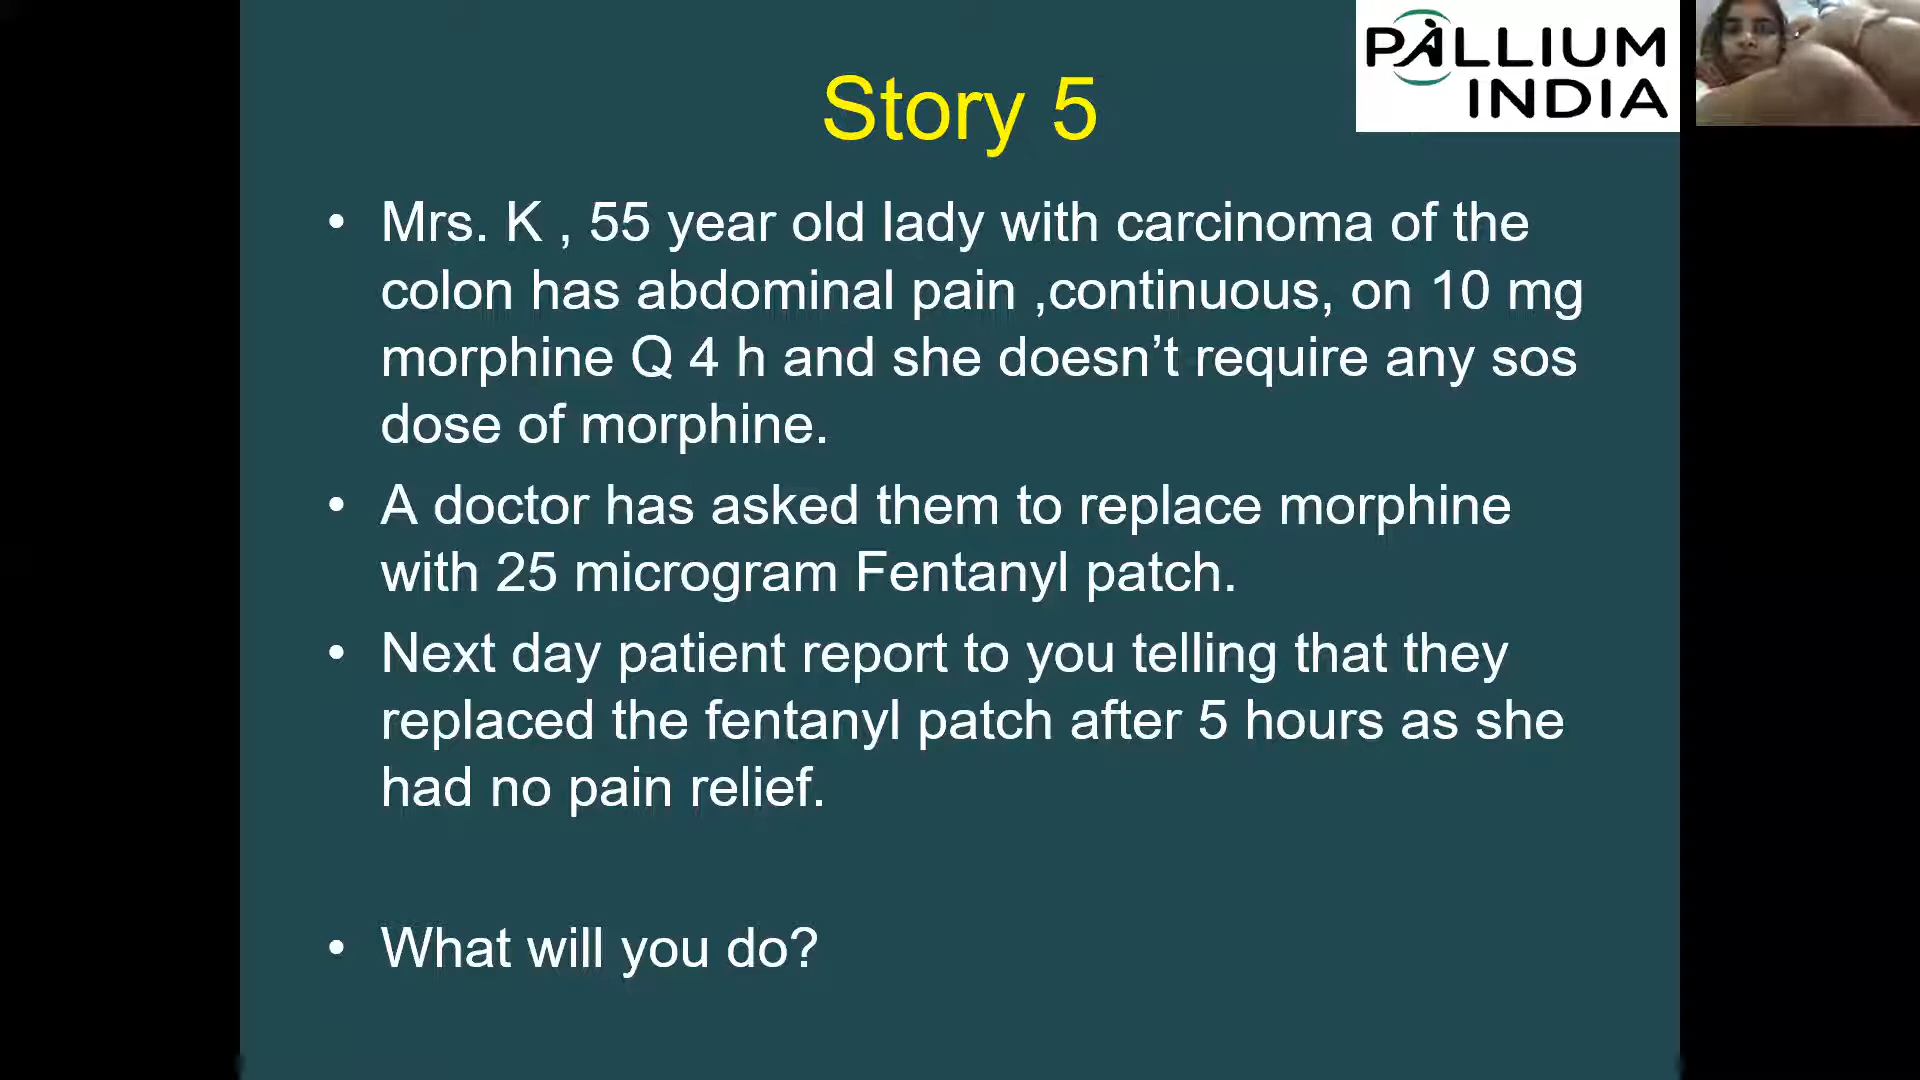 PALLIUM
INDIA
Story 5
• Mrs. K , 55 year old lady with carcinoma of the
colon has abdominal pain ,continuous, on 10 mg
morphine Q 4 h and she doesn’t require any sos
dose of morphine.
• A doctor has asked them to replace morphine
with 25 microgram Fentanyl patch.
• Next day patient report to you telling that they
replaced the fentanyl patch after 5 hours as she
had no pain relief.
• What will you do?